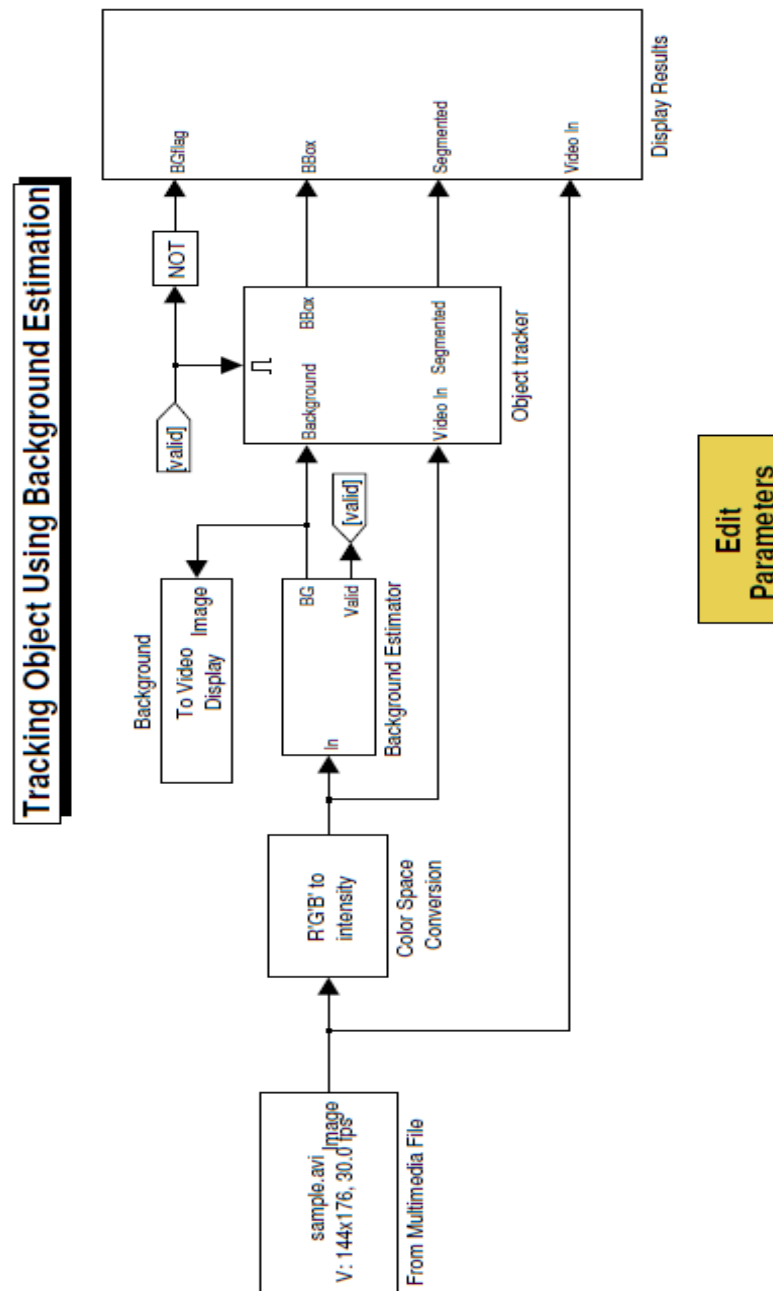 Tracking Object Using Background Estimation
sample.avi
V: 144x176, 30.0 fps
Image
From Multimedia File
R'G'B' to
intensity
Color Space
Conversion
Background
To Video
Display
Image
In
BG
Valid
Background Estimator
[valid]
[valid]
NOT
Background
BBox
Video In
Segmented
Object tracker
BGflag
BBox
Segmented
Video In
Display Results
Edit
Parameters